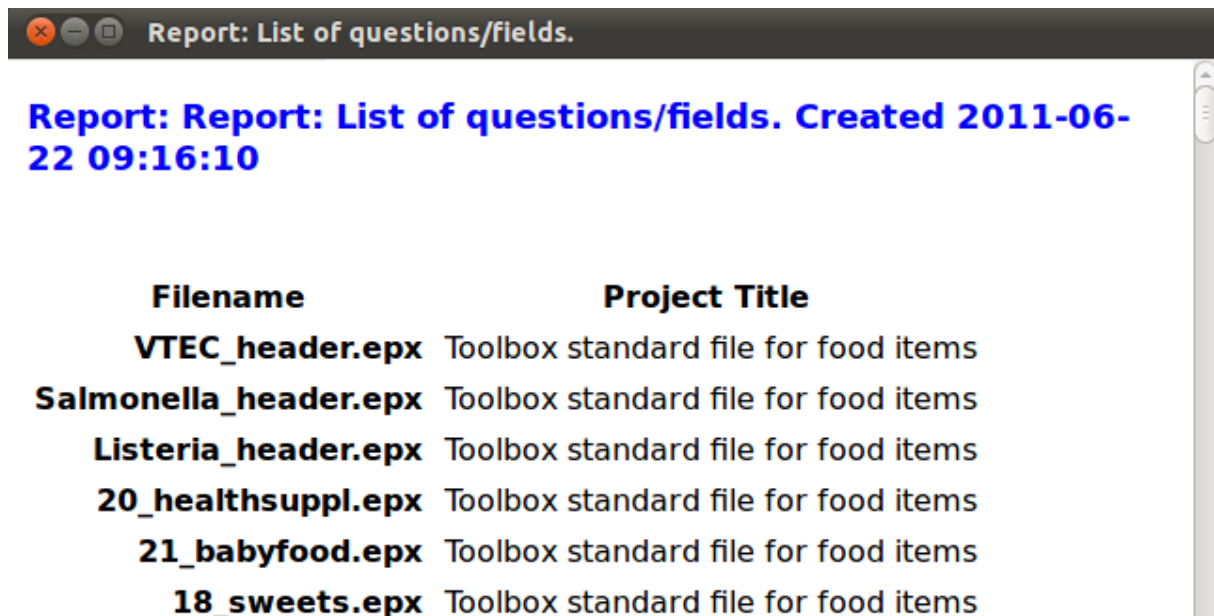 Report: List of questions/fields.
Report: Report: List of questions/fields. Created 2011-06-
22 09:16:10
Filename Project Title
VTEC_header.epx Toolbox standard file for food items
Salmonella_header.epx Toolbox standard file for food items
Listeria_header.epx Toolbox standard file for food items
20_healthsuppl.epx Toolbox standard file for food items
21_babyfood.epx Toolbox standard file for food items
18_sweets.epx Toolbox standard file for food items